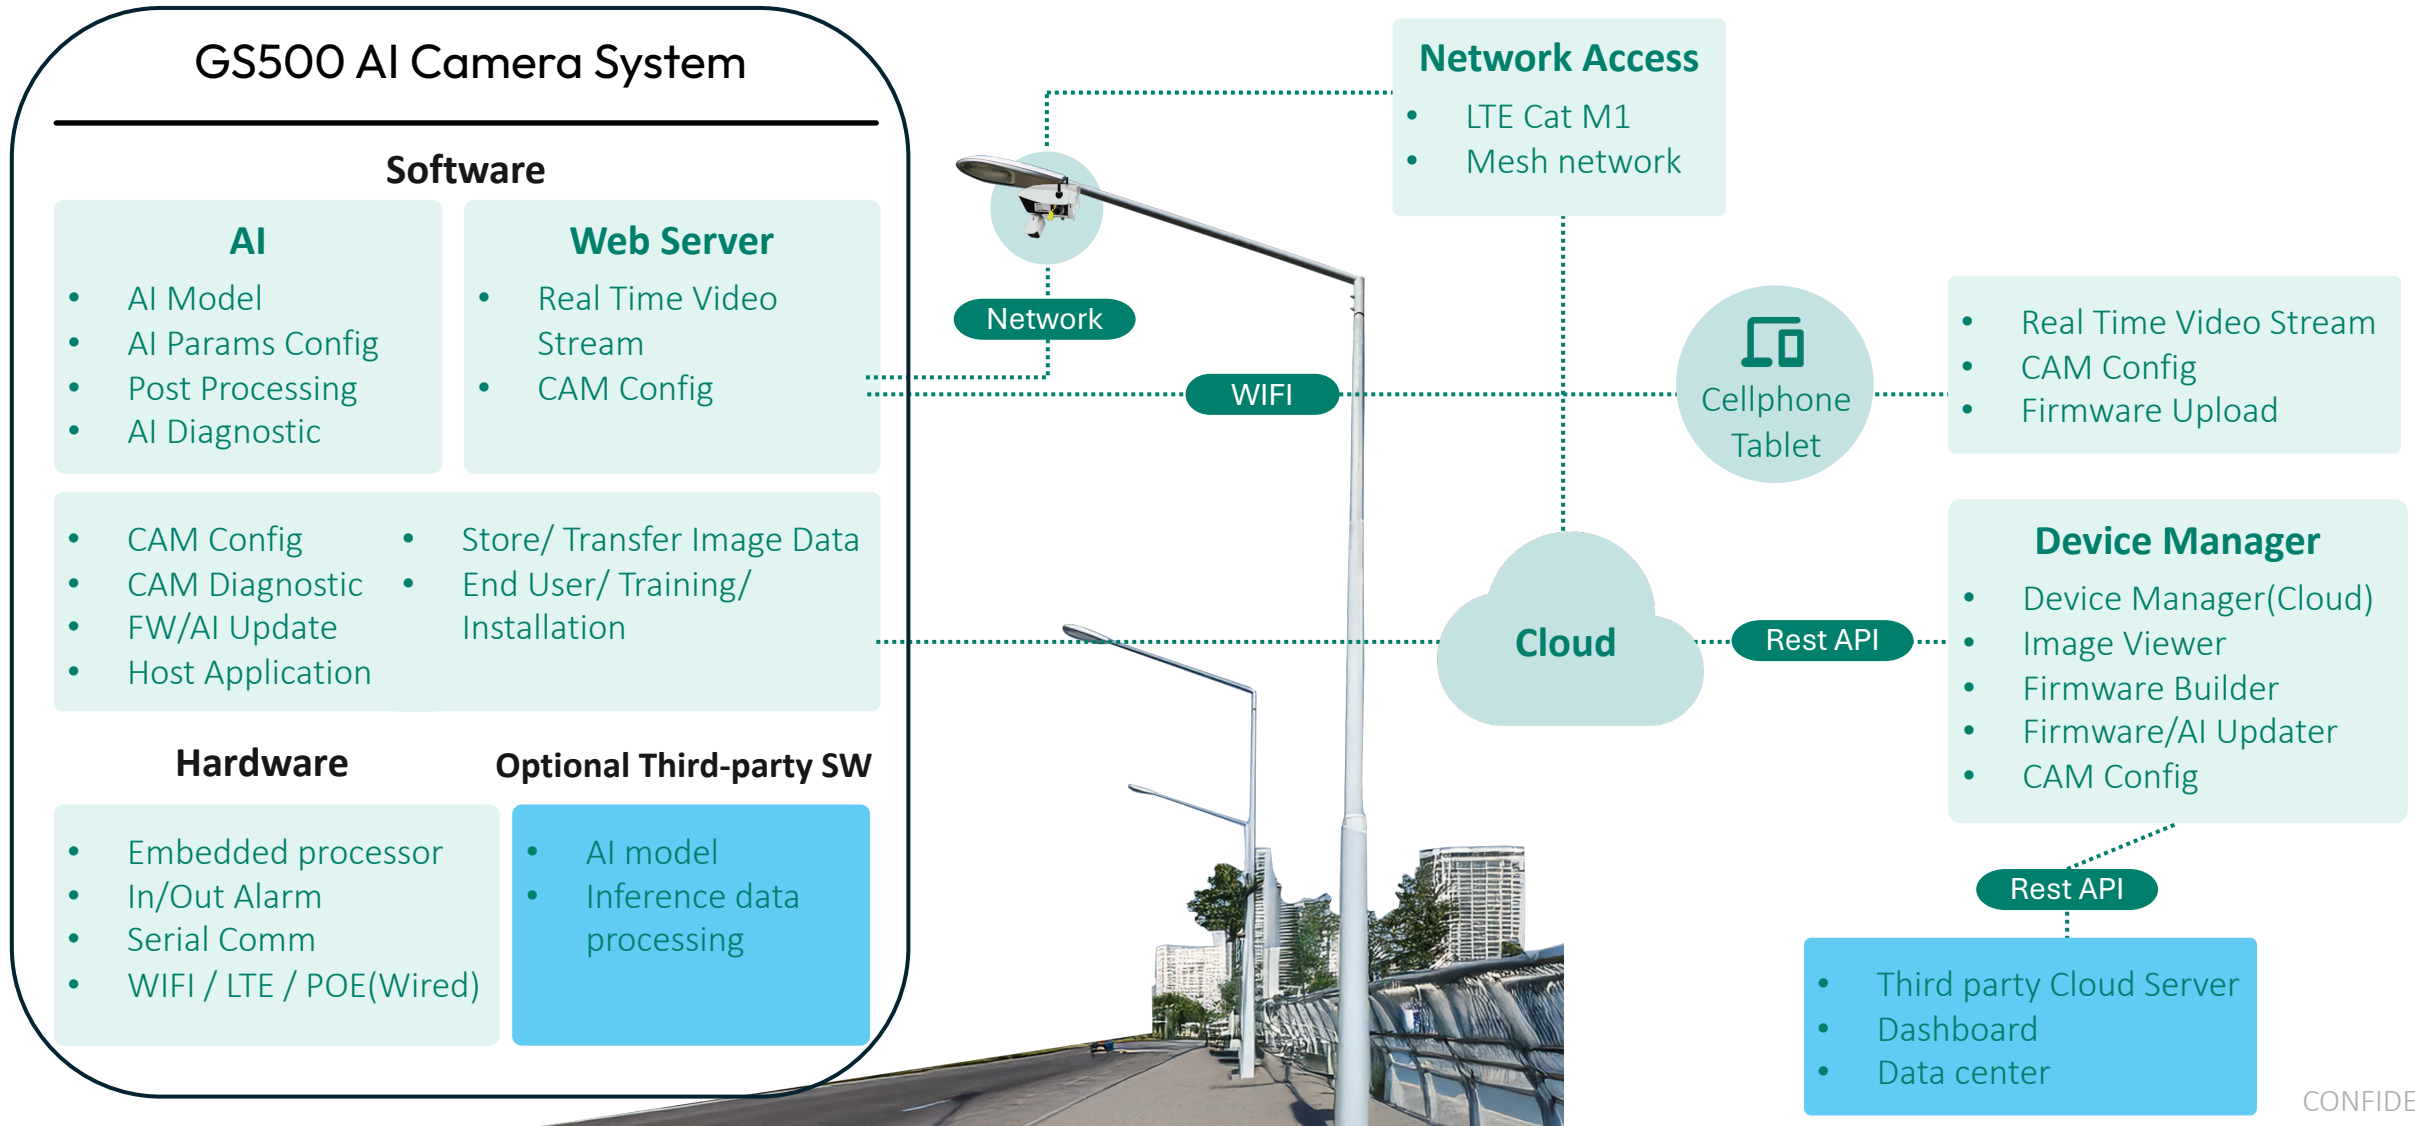 GS500 AI Camera System
Software
AI
• AI Model
• AI Params Config
• Post Processing
• AI Diagnostic
Web Server
• Real Time Video
Stream
• CAM Config
• CAM Config
• CAM Diagnostic
• FW/AI Update
• Host Application
• Store/ Transfer Image Data
• End User/ Training/
Installation
Hardware
• Embedded processor
• In/Out Alarm
• Serial Comm
• WIFI / LTE / POE(Wired)
Optional Third-party SW
• AI model
• Inference data
processing
Network
WIFI
Network Access
• LTE Cat M1
• Mesh network
Cellphone
Tablet
• Real Time Video Stream
• CAM Config
• Firmware Upload
Cloud
Rest API
Device Manager
• Device Manager(Cloud)
• Image Viewer
• Firmware Builder
• Firmware/AI Updater
• CAM Config
Rest API
• Third party Cloud Server
• Dashboard
• Data center
CONFIDE